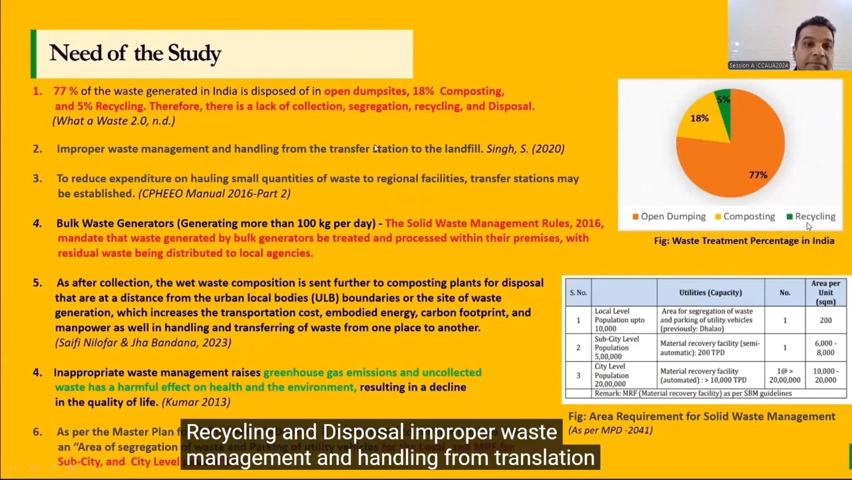 Need of the Study
1. 77 % of the waste generated in India is disposed of in open dumpsites, 18% Composting,
and 5% Recycling. Therefore, there is a lack of collection, segregation, recycling, and Disposal.
(What a Waste 2.0, n.d.)
2. Improper waste management and handling from the transfer station to the landfill. Singh, S. (2020)
3. To reduce expenditure on hauling small quantities of waste to regional facilities, transfer stations may
be established. (CPHEEO Manual 2016-Part 2)
4. Bulk Waste Generators (Generating more than 100 kg per day) - The Solid Waste Management Rules, 2016,
mandate that waste generated by bulk generators be treated and processed within their premises, with
residual waste being distributed to local agencies.
5. As after collection, the wet waste composition is sent further to composting plants for disposal
that are at a distance from the urban local bodies (ULB) boundaries or the site of waste
generation, which increases the transportation cost, embodied energy, carbon footprint, and
manpower as well in handling and transferring of waste from one place to another.
(Saifi Nilofar & Jha Bandana, 2023)
4. Inappropriate waste management raises greenhouse gas emissions and uncollected
waste has a harmful effect on health and the environment, resulting in a decline
in the quality of life. (Kumar 2013)
6. As per the Master Plan
an "Area of segregation
Sub-City, and City Level
Recycling and Disposal improper waste
management and handling from translation
Session A ICCAUA2024
5%
18%
77%
Open Dumping Composting Recycling
Fig: Waste Treatment Percentage in India
S. No. Utilities (Capacity) No. Area per Unit (sqm)
1 Local Level Population upto 10,000 Area for segregation of waste and parking of utility vehicles (previously: Dhalao) 1 200
2 Sub-City Level Population 5,00,000 Material recovery facility (semi-automatic): 200 TPD 1 6,000 - 8,000
3 City Level Population 20,00,000 Material recovery facility (automated) : > 10,000 TPD 1@ > 20,00,000 10,000 - 20,000
Remark: MRF (Material recovery facility) as per SBM guidelines
Fig: Area Requirement for Solid Waste Management
(As per MPD -2041)